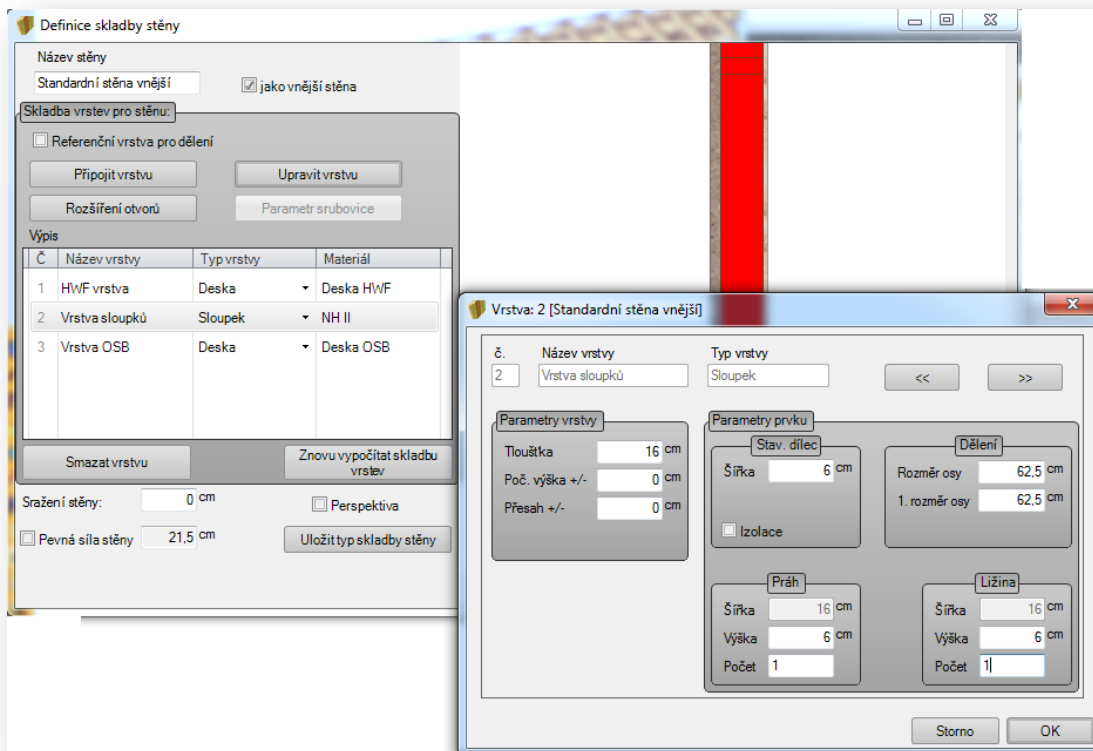 Definice skladby stěny
Název stěny
Standardní stěna vnější
jako vnější stěna
Skladba vrstev pro stěnu:
Referenční vrstva pro dělení
Připojit vrstvu
Upravit vrstvu
Rozšíření otvorů
Parametr srubovice
Výpis
Č Název vrstvy Typ vrstvy Materiál
1 HWF vrstva Deska Deska HWF
2 Vrstva sloupků Sloupek NH II
3 Vrstva OSB Deska Deska OSB
Smazat vrstvu
Znovu vypočítat skladbu
vrstev
Sražení stěny: 0 cm
Perspektiva
Pevná síla stěny 21,5 cm
Uložit typ skladby stěny
Vrstva: 2 [Standardní stěna vnější]
č. Název vrstvy Typ vrstvy
2 Vrstva sloupků Sloupek << >>
Parametry vrstvy
Tloušťka 16 cm
Poč. výška +/- 0 cm
Přesah +/- 0 cm
Parametry prvku
Stav. dílec
Šířka 6 cm
Izolace
Dělení
Rozměr osy 62,5 cm
1. rozměr osy 62,5 cm
Práh
Šířka 16 cm
Výška 6 cm
Počet 1
Ližina
Šířka 16 cm
Výška 6 cm
Počet 1
Storno OK